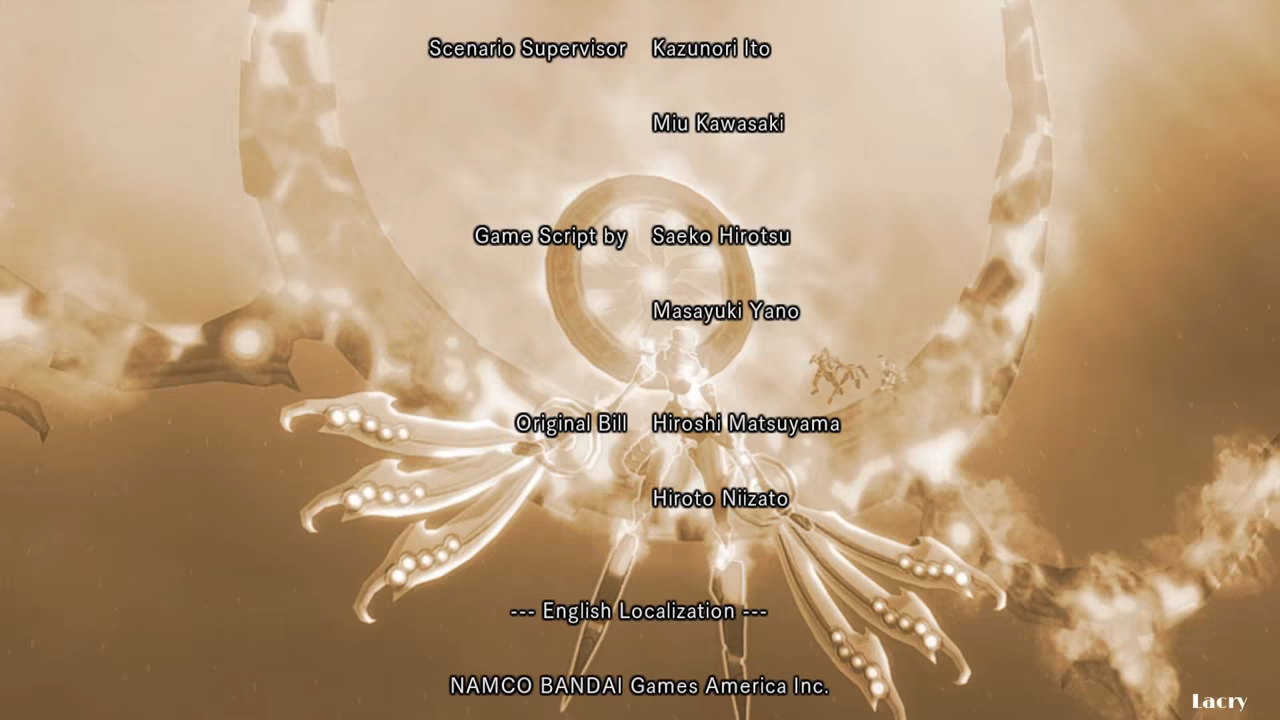 Scenario Supervisor Kazunori Ito
Miu Kawasaki
Game Script by Saeko Hirotsu
Masayuki Yano
Original Bill Hiroshi Matsuyama
Hiroto Niizato
--- English Localization ---
NAMCO BANDAI Games America Inc.
Lacry